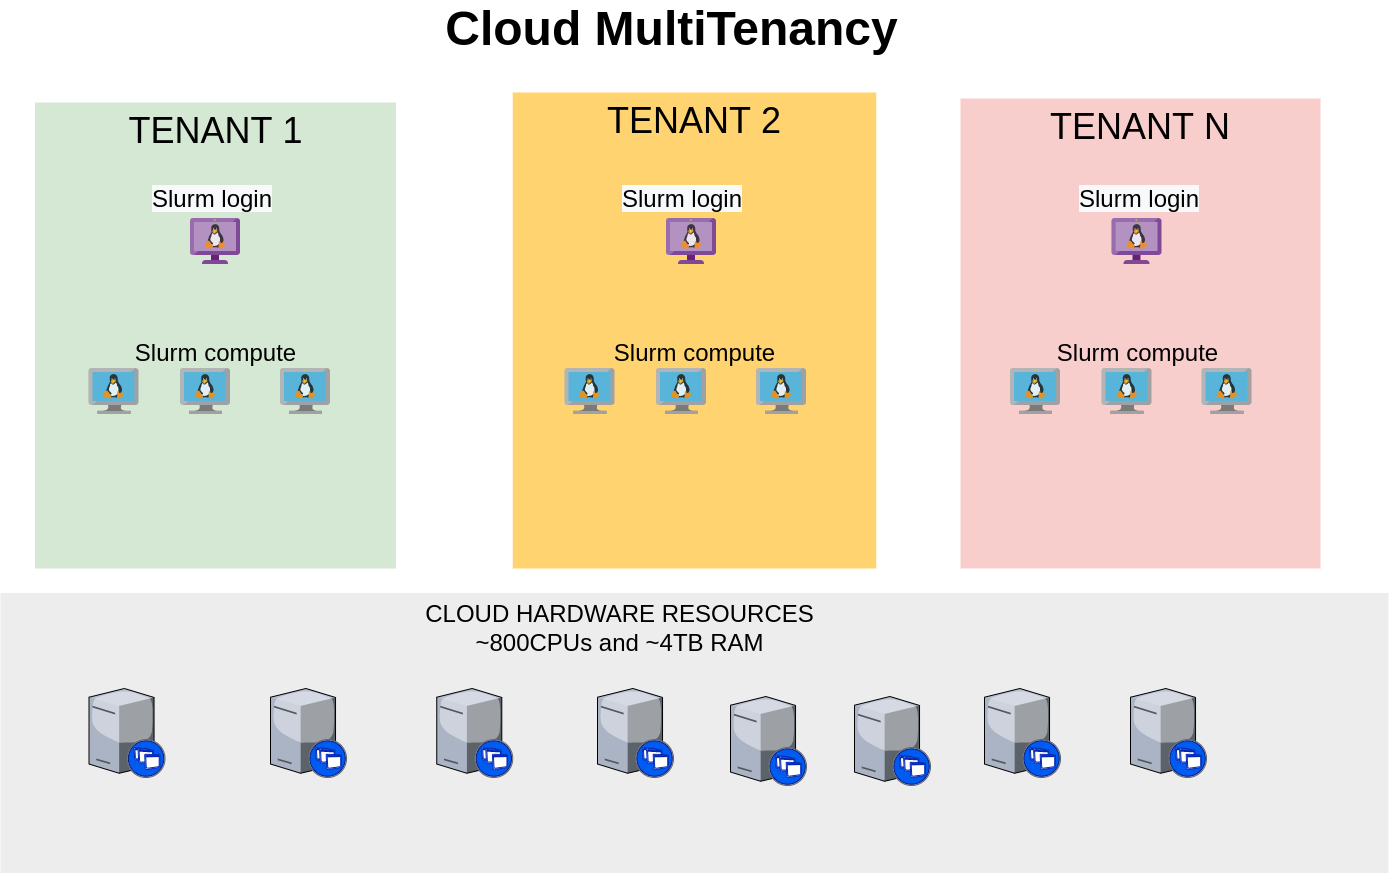 Cloud MultiTenancy
TENANT 1
Slurm login
Slurm compute
TENANT 2
Slurm login
Slurm compute
TENANT N
Slurm login
Slurm compute
CLOUD HARDWARE RESOURCES
~800CPUs and ~4TB RAM